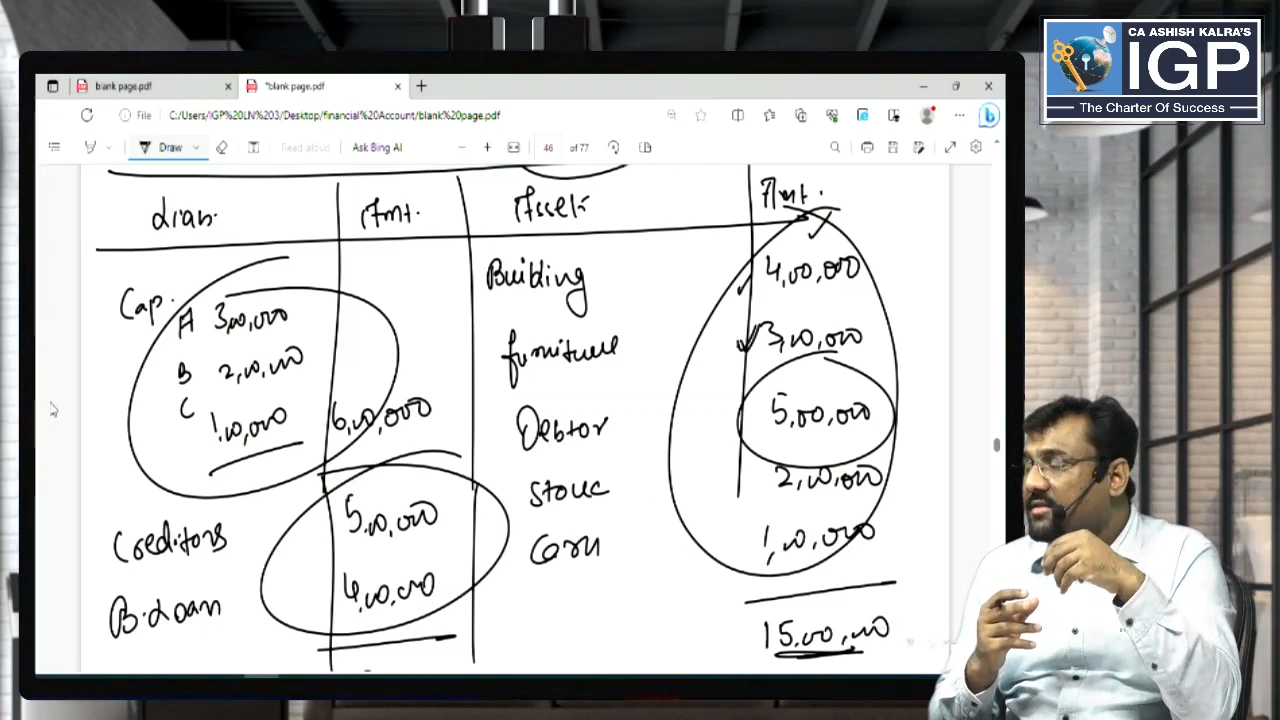 CA ASHISH KALRA'S
IGP
The Charter Of Success
blank page.pdf
*blank page.pdf
File
C:/Users/IGP%20LN%203/Desktop/financial%20Account/blank%20page.pdf
Draw
Read aloud
Ask Bing AI
46 of 77
Liab. Amt. Assets Amt.
Cap. Building 4,00,000
A 3,00,000
B 2,00,000 furniture 3,00,000
C 1,00,000 6,00,000 Debtor 5,00,000
Creditors 5,00,000 Stock 2,00,000
B. Loan 4,00,000 Cash 1,00,000
15,00,000